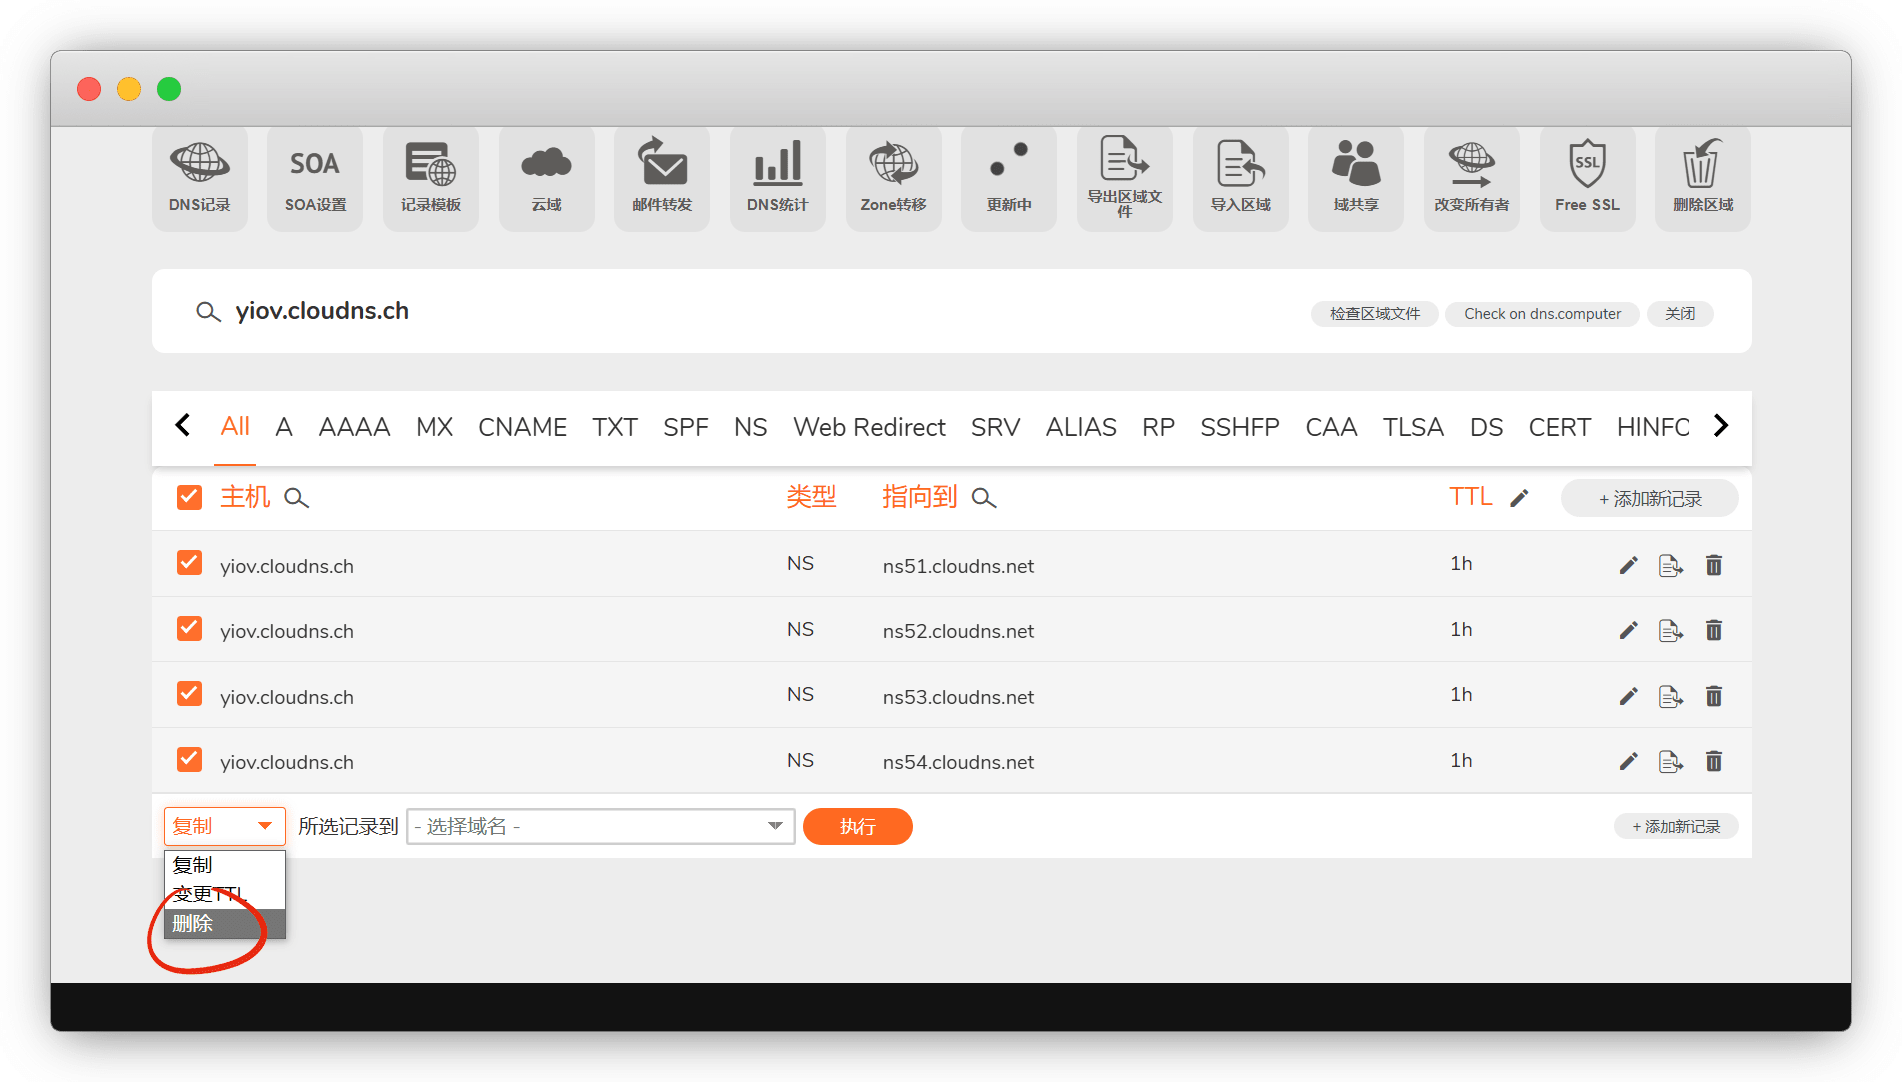 SOA
SSL
DNS记录
SOA设置
记录模板
云域
邮件转发
DNS统计
Zone转移
更新中
导出区域文
件
导入区域
域共享
改变所有者
Free SSL
删除区域
yiov.cloudns.ch
检查区域文件
Check on dns.computer
关闭
All A AAAA MX CNAME TXT SPF NS Web Redirect SRV ALIAS RP SSHFP CAA TLSA DS CERT HINFO
主机 类型 指向到 TTL + 添加新记录
yiov.cloudns.ch NS ns51.cloudns.net 1h
yiov.cloudns.ch NS ns52.cloudns.net 1h
yiov.cloudns.ch NS ns53.cloudns.net 1h
yiov.cloudns.ch NS ns54.cloudns.net 1h
复制 所选记录到 - 选择域名 - 执行 + 添加新记录
复制
变更TTL
删除